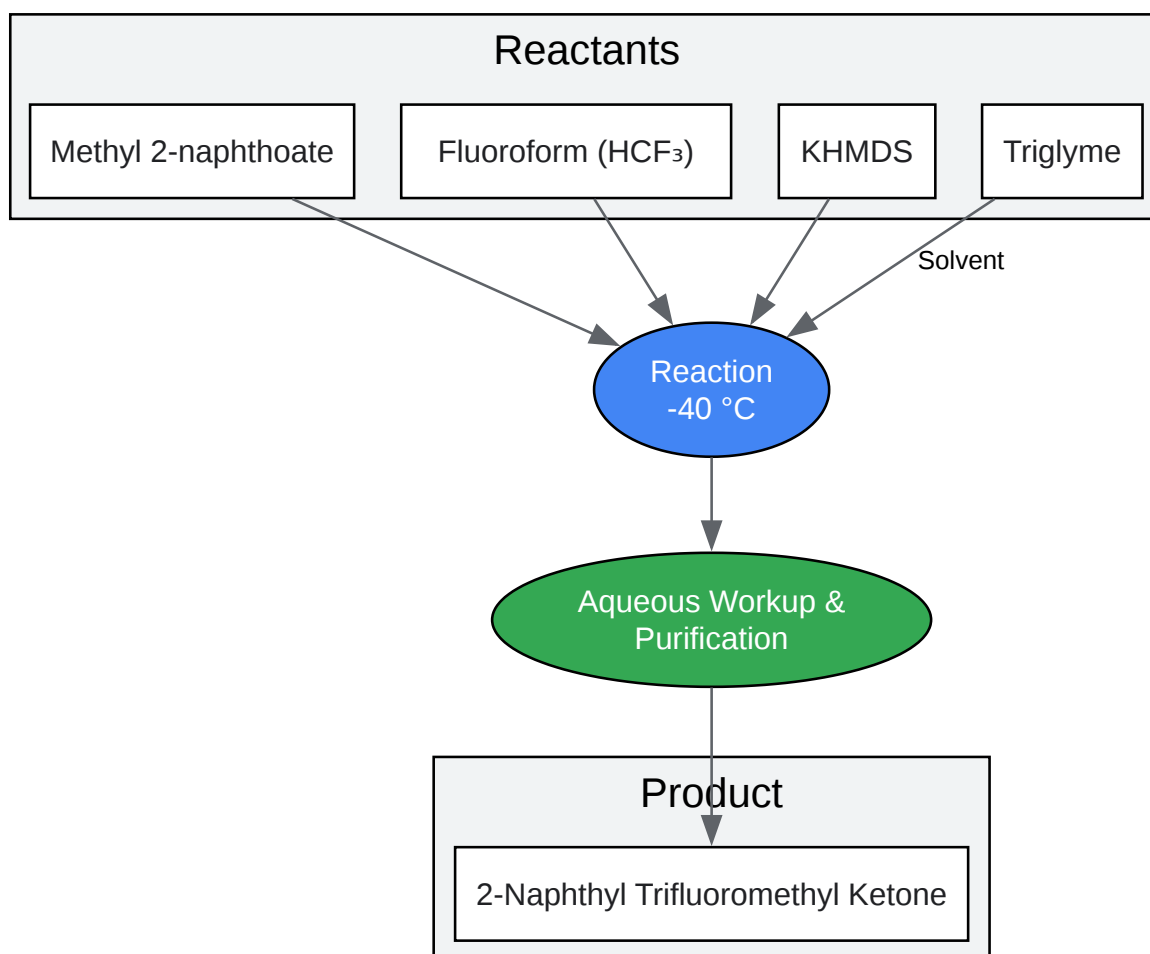 Reactants
Methyl 2-naphthoate
Fluoroform (HCF₃)
KHMDS
Triglyme
Solvent
Reaction
-40 °C
Aqueous Workup &
Purification
Product
2-Naphthyl Trifluoromethyl Ketone